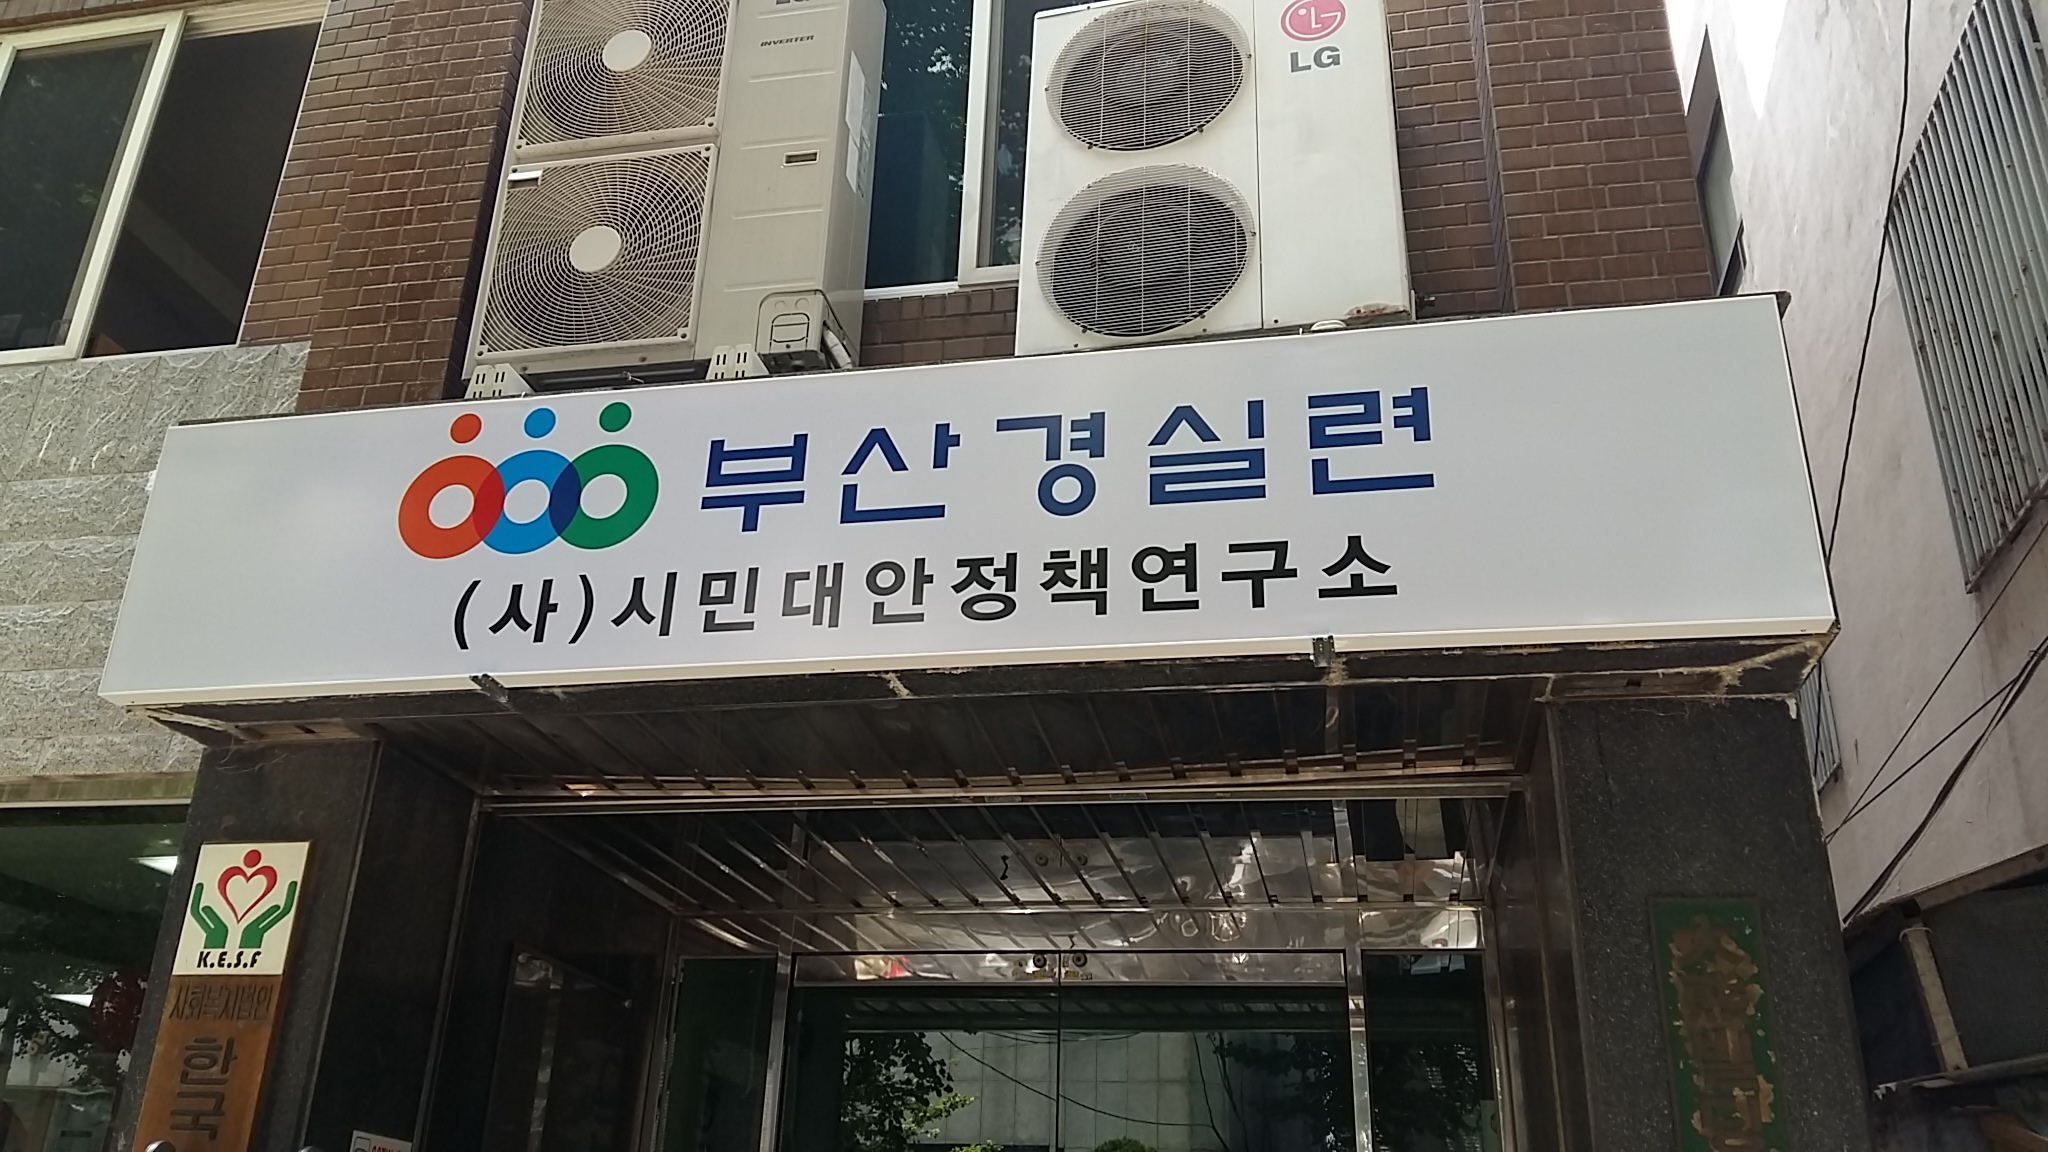 INVERTER
LG
부산경실련
(사)시민대안정책연구소
K.E.S.F
사회복지법인
한국